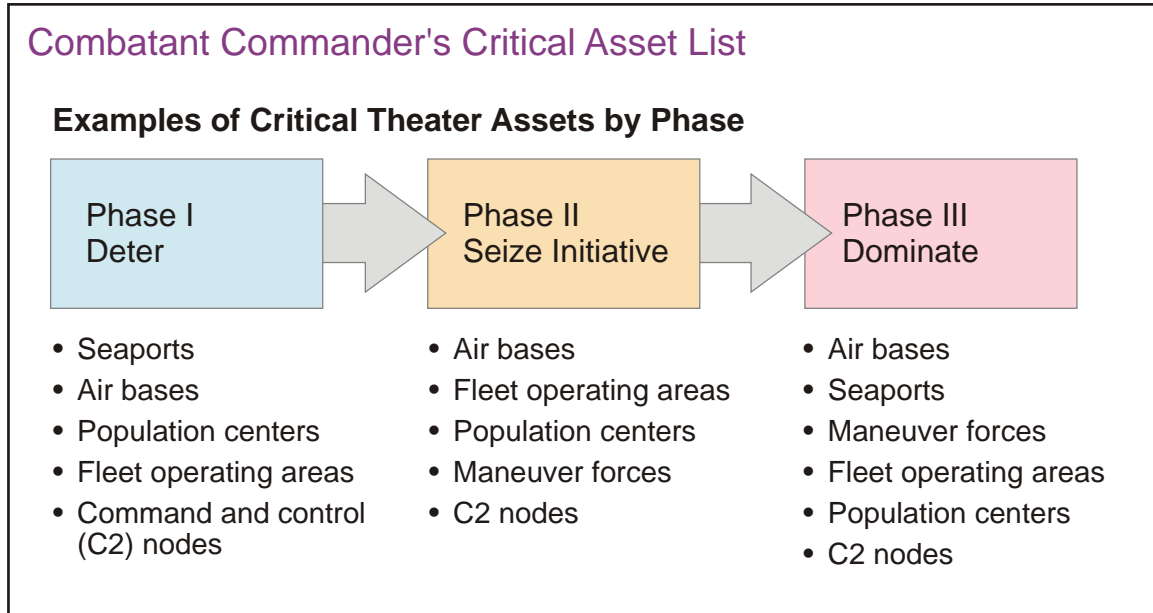 Combatant Commander's Critical Asset List
Examples of Critical Theater Assets by Phase
Phase I
Deter
Phase II
Seize Initiative
Phase III
Dominate
• Seaports
• Air bases
• Population centers
• Fleet operating areas
• Command and control
(C2) nodes
• Air bases
• Fleet operating areas
• Population centers
• Maneuver forces
• C2 nodes
• Air bases
• Seaports
• Maneuver forces
• Fleet operating areas
• Population centers
• C2 nodes